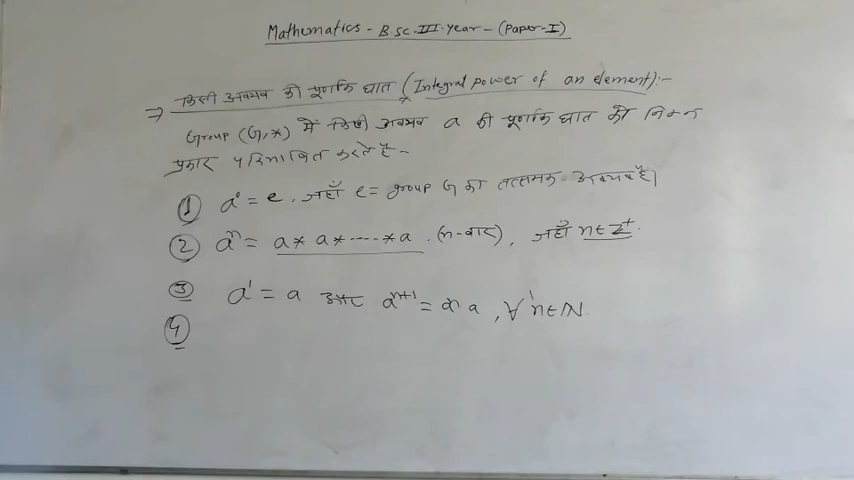 Mathematics - BSC.III.year - (Paper-I)
⇒ किसी अवयव की पूर्णांक घात (Integral power of an element):-
Group (G,*) में किसी अवयव a की पूर्णांक घात को निम्न
प्रकार परिभाषित करते है -
① a⁰ = e, जहाँ e = group G का तत्समक अवयव है।
② aⁿ = a * a * ----- * a . (n-बार), जहाँ n∈Z⁺.
③ a¹ = a और aⁿ⁺¹ = aⁿ a, ∀ n∈N.
④